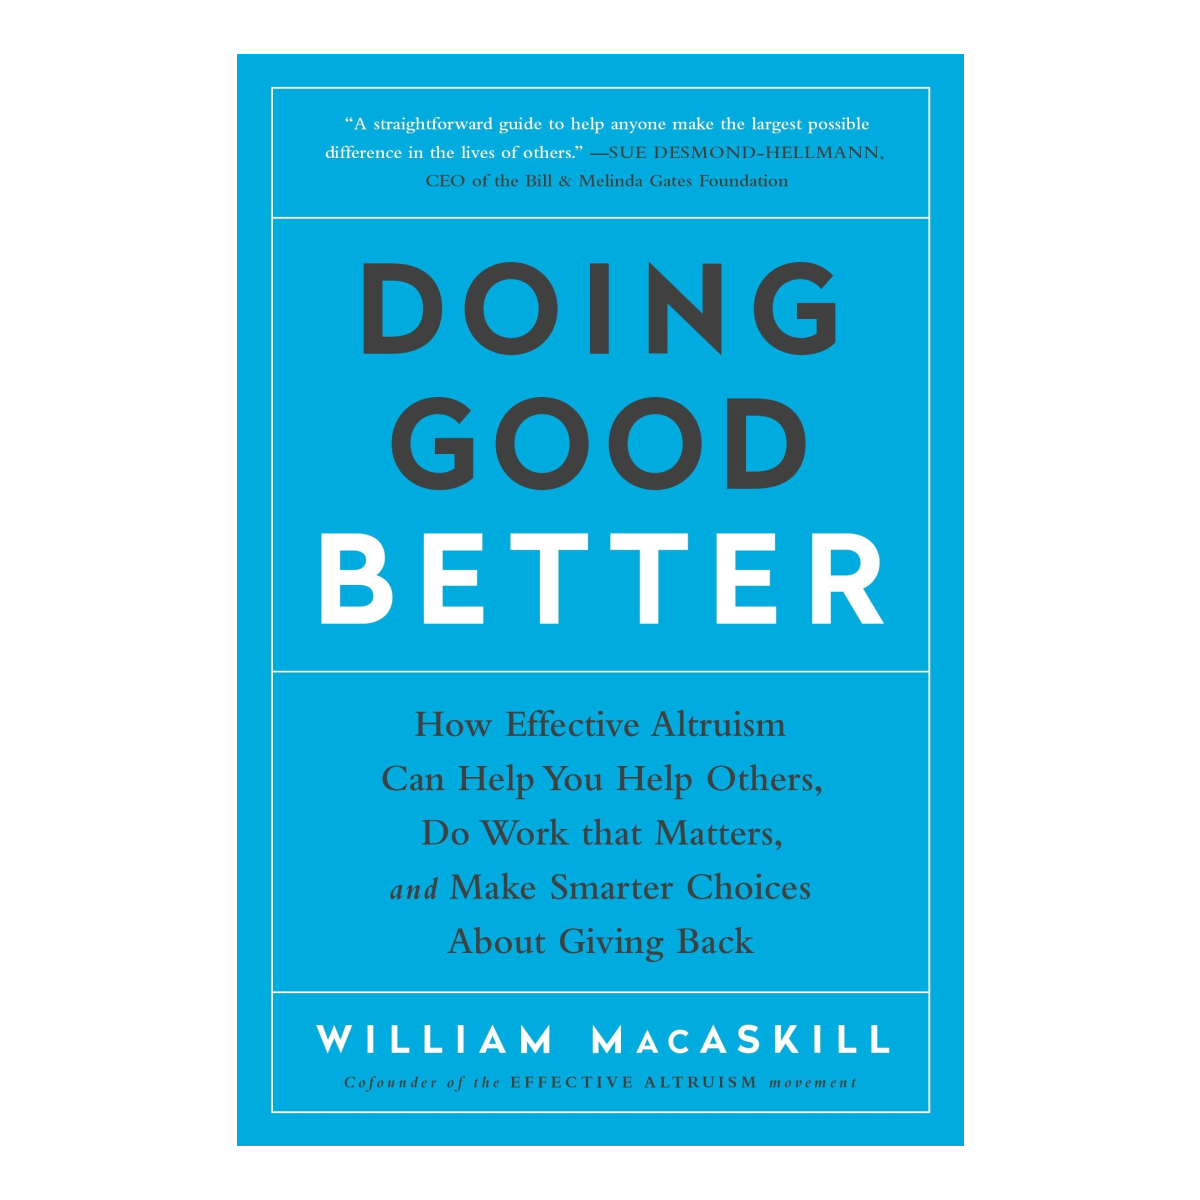 “A straightforward guide to help anyone make the largest possible
difference in the lives of others.” —SUE DESMOND-HELLMANN,
CEO of the Bill & Melinda Gates Foundation
DOING
GOOD
BETTER
How Effective Altruism
Can Help You Help Others,
Do Work that Matters,
and Make Smarter Choices
About Giving Back
WILLIAM MACASKILL
Cofounder of the EFFECTIVE ALTRUISM movement